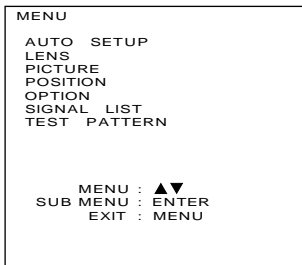 MENU
AUTO SETUP
LENS
PICTURE
POSITION
OPTION
SIGNAL LIST
TEST PATTERN
MENU : ▲▼
SUB MENU : ENTER
EXIT : MENU